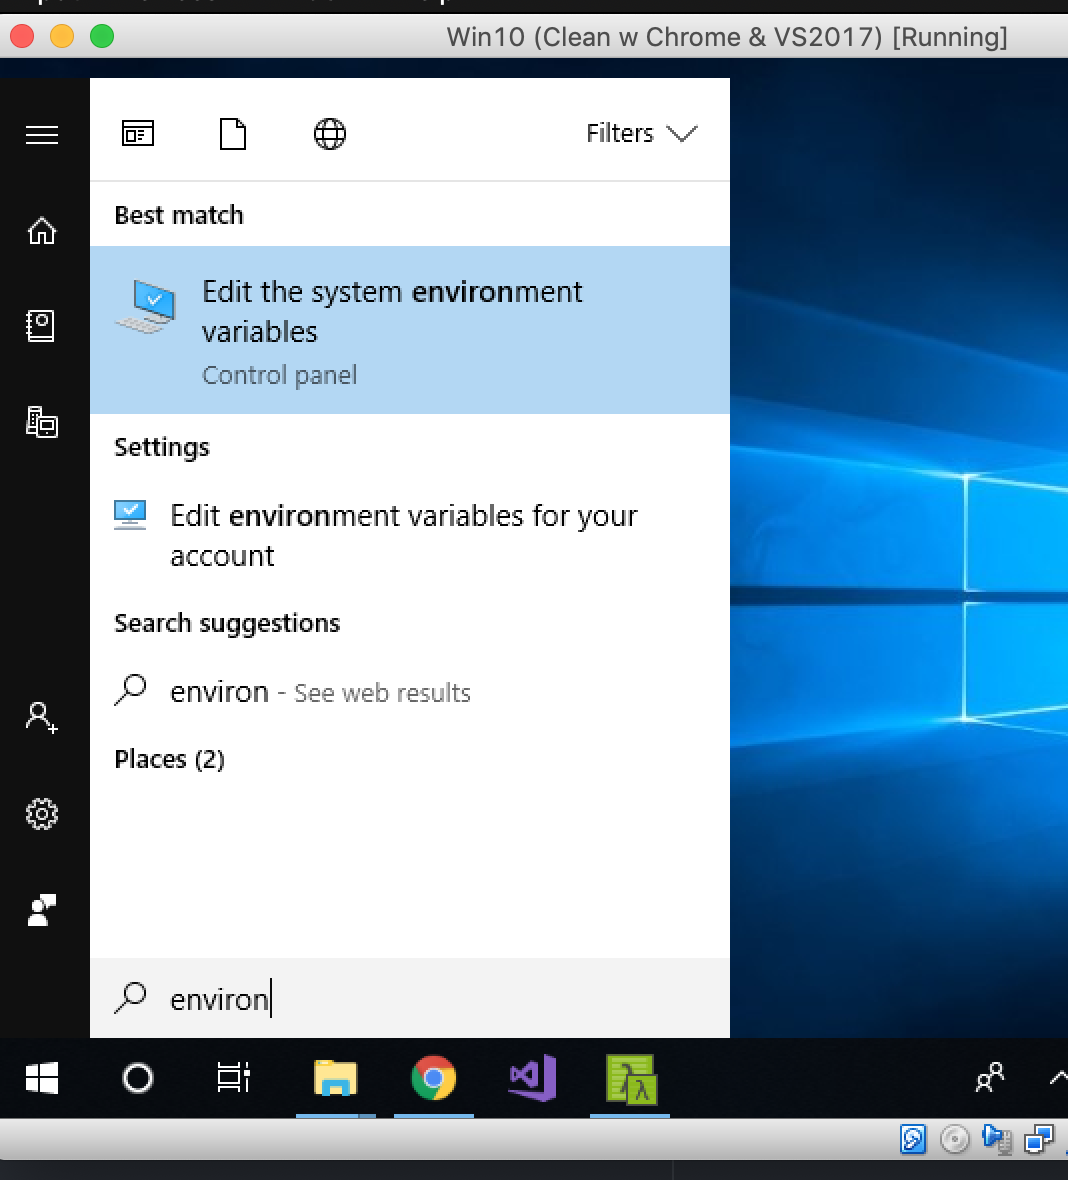 Win10 (Clean w Chrome & VS2017) [Running]
Filters
Best match
Edit the system environment
variables
Control panel
Settings
Edit environment variables for your
account
Search suggestions
environ - See web results
Places (2)
environ